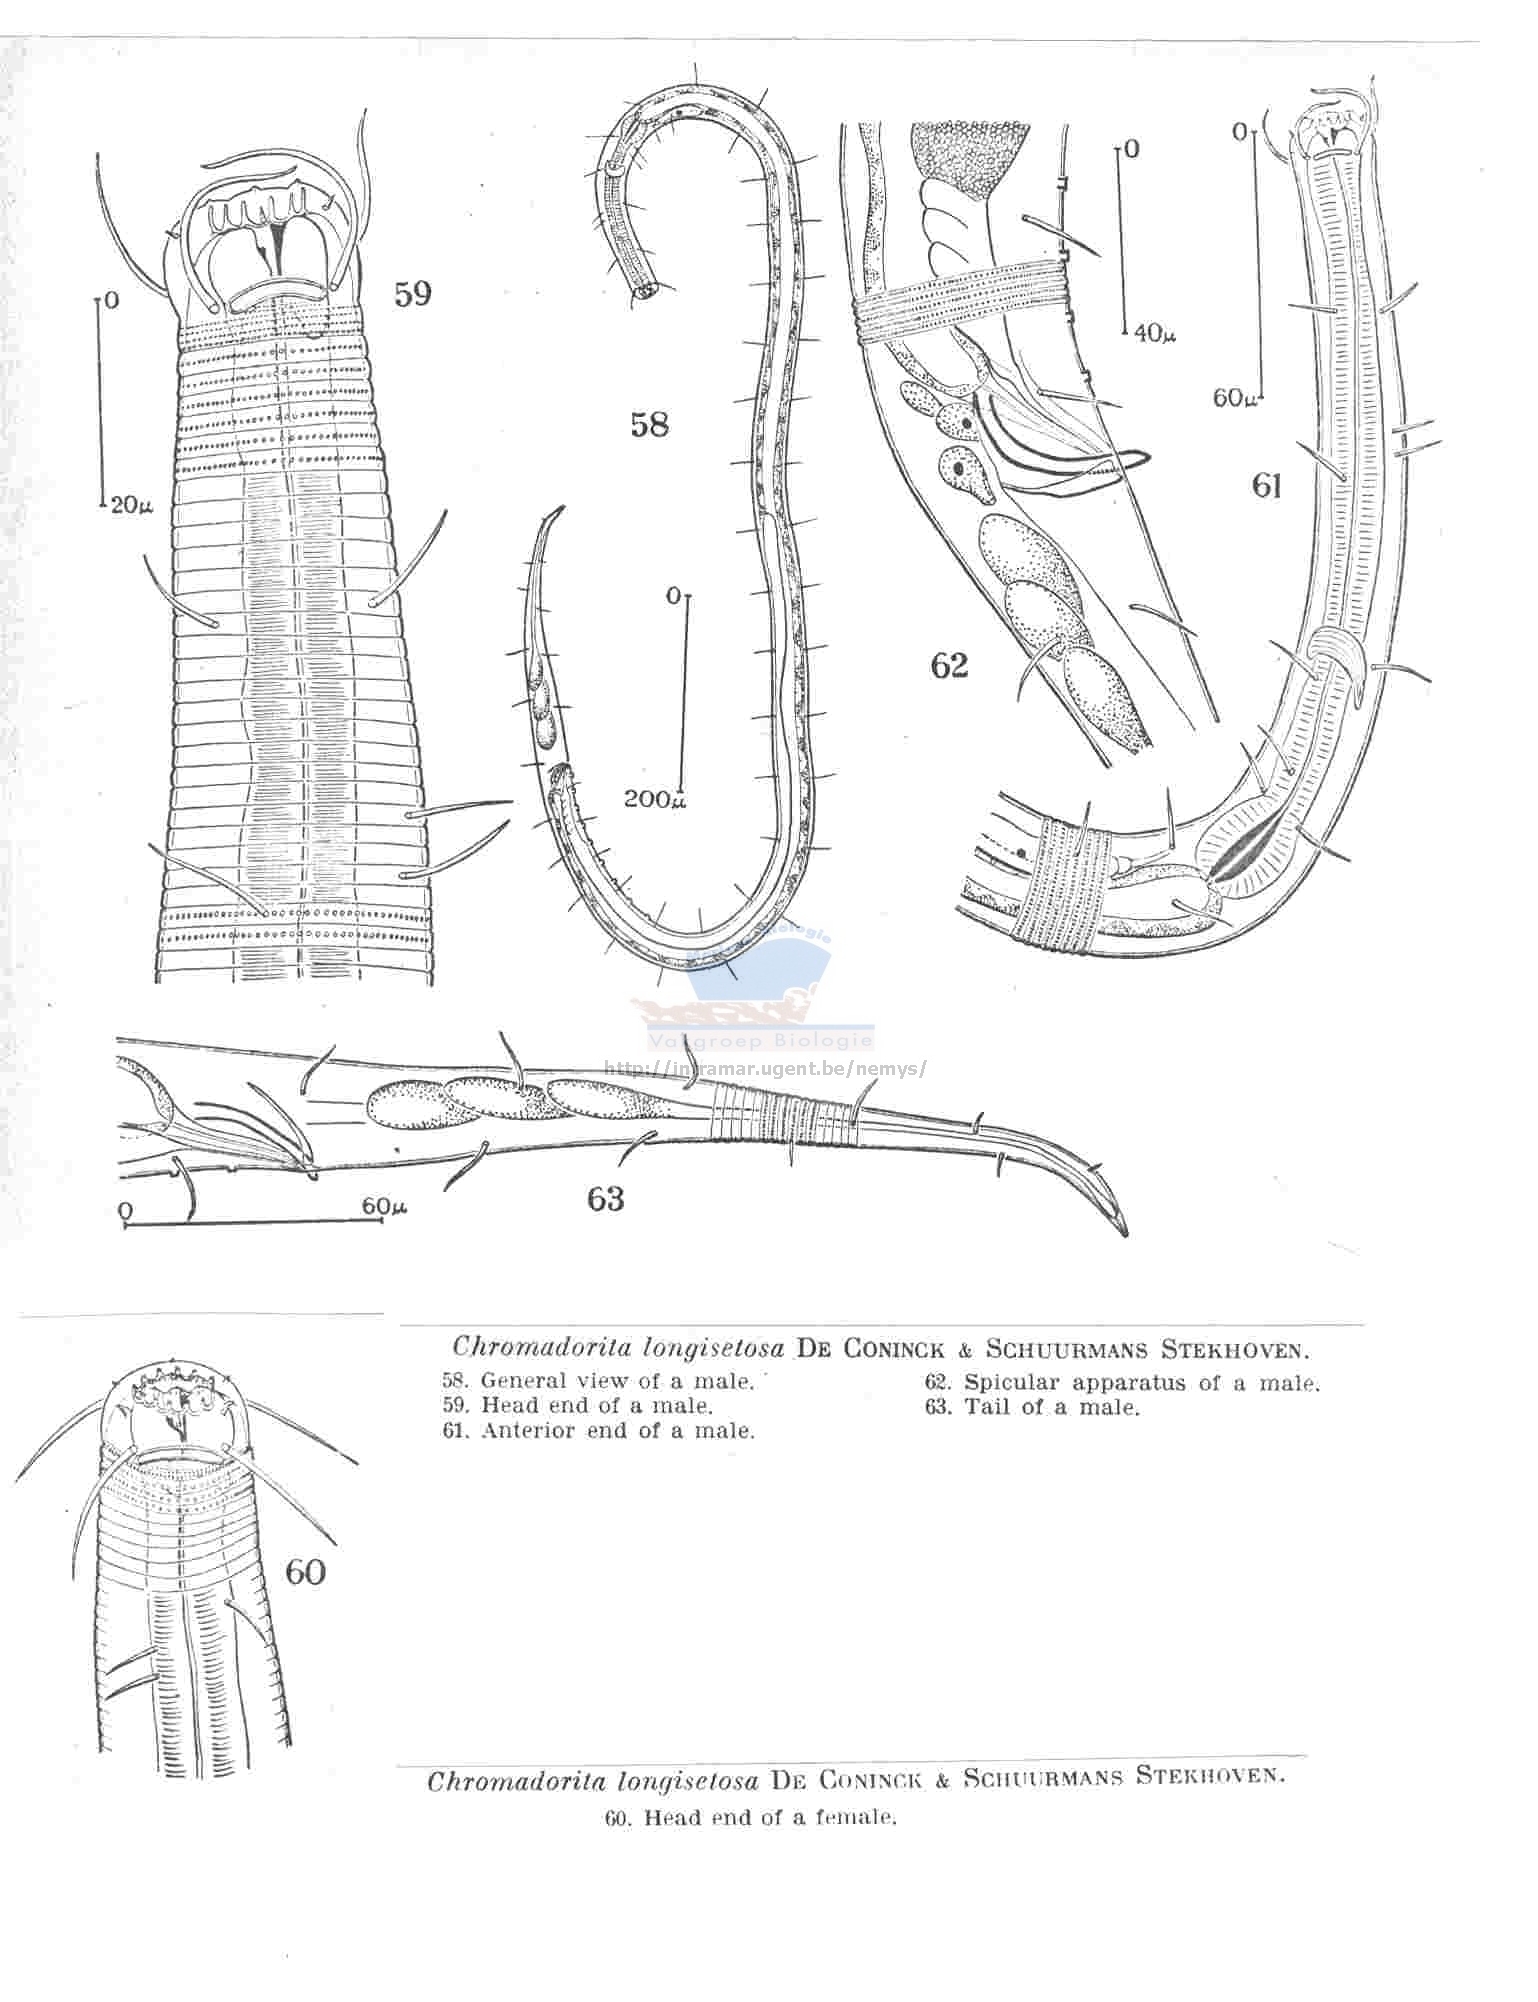 59
0
20μ
58
0
200μ
62
0
40μ
61
0
60μ
Biologie
Vakgroep Biologie
http://intramar.ugent.be/nemys/
63
0
60μ
Chromadorita longisetosa DE CONINCK & SCHUURMANS STEKHOVEN.
58. General view of a male.
59. Head end of a male.
61. Anterior end of a male.
62. Spicular apparatus of a male.
63. Tail of a male.
60
Chromadorita longisetosa DE CONINCK & SCHUURMANS STEKHOVEN.
60. Head end of a female.